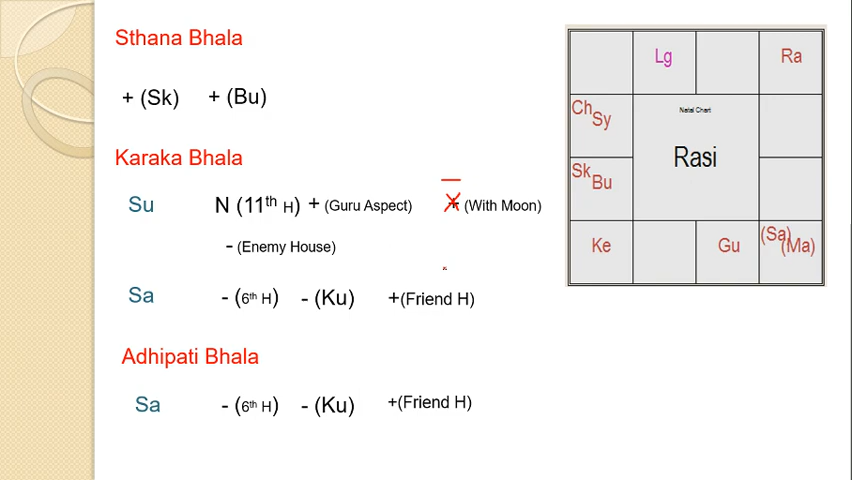 Sthana Bhala
+ (Sk) + (Bu)
Karaka Bhala
Su N (11th H) + (Guru Aspect) + (With Moon)
- (Enemy House)
Sa - (6th H) - (Ku) +(Friend H)
Adhipati Bhala
Sa - (6th H) - (Ku) +(Friend H)
Lg Ra
Ch Sy
Natal Chart
Rasi
Sk Bu
Ke Gu (Sa) (Ma)